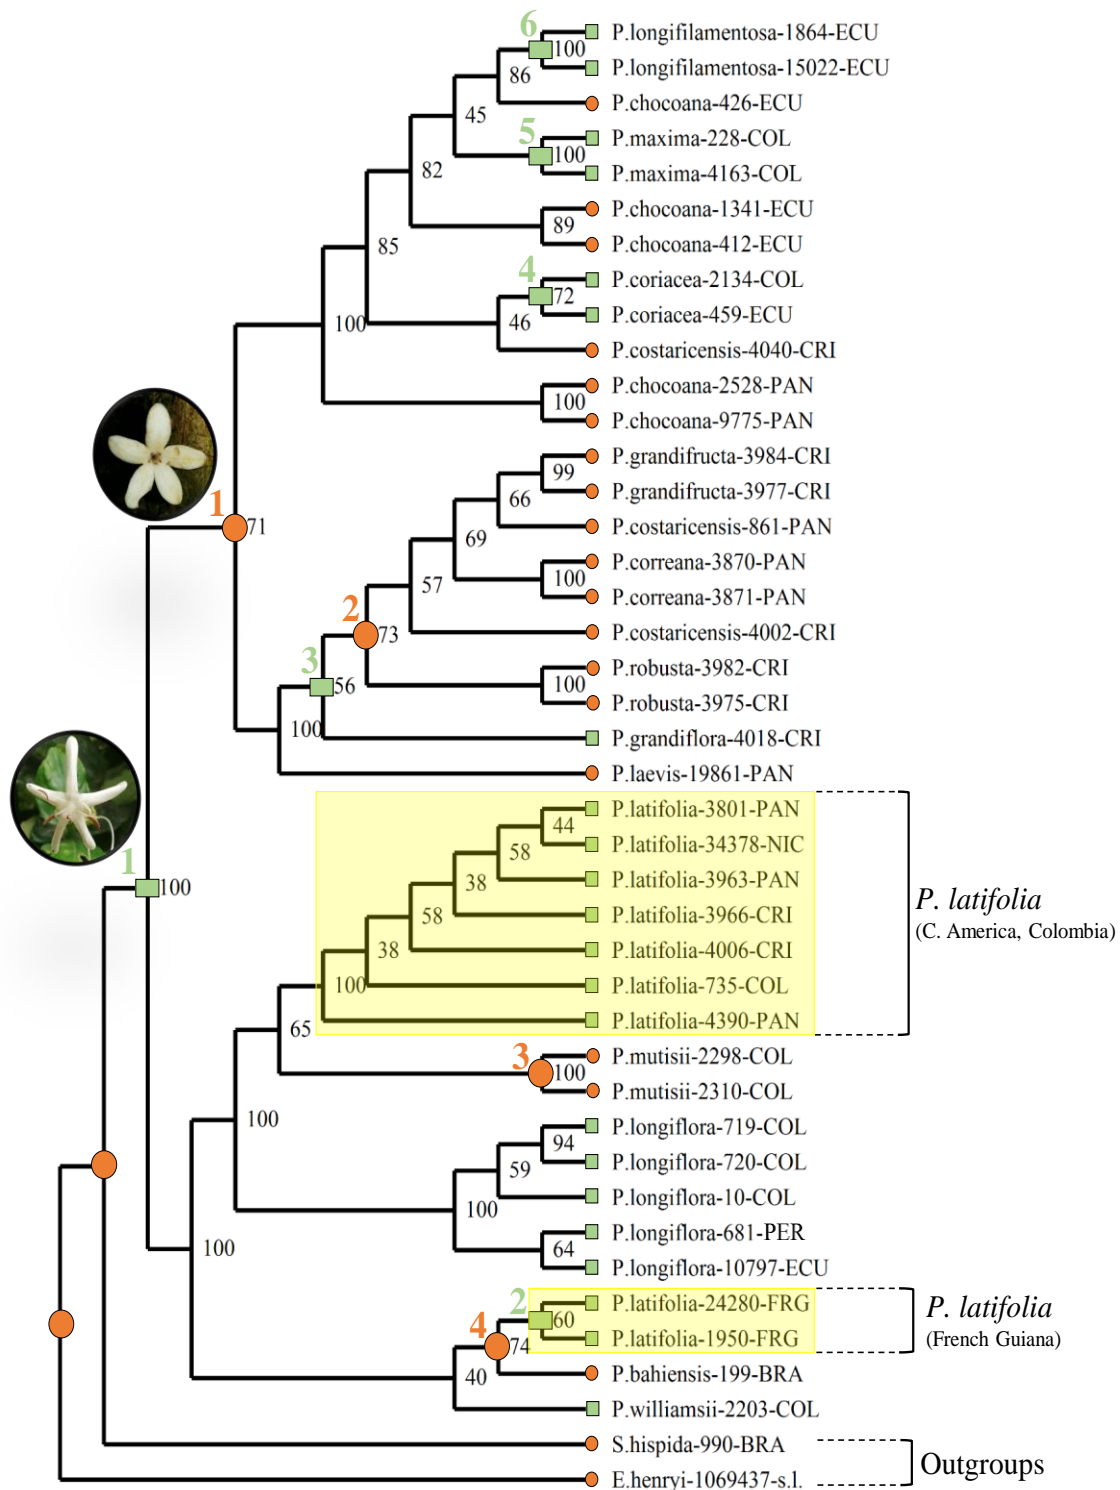 6
P.longifilamentosa-1864-ECU
100
P.longifilamentosa-15022-ECU
86
P.chocoana-426-ECU
45
5
P.maxima-228-COL
100
P.maxima-4163-COL
82
P.chocoana-1341-ECU
89
P.chocoana-412-ECU
85
4
P.coriacea-2134-COL
72
P.coriacea-459-ECU
46
100
P.costaricensis-4040-CRI
P.chocoana-2528-PAN
100
P.chocoana-9775-PAN
P.grandifructa-3984-CRI
99
P.grandifructa-3977-CRI
66
1
71
P.costaricensis-861-PAN
69
P.correana-3870-PAN
100
P.correana-3871-PAN
57
2
73
P.costaricensis-4002-CRI
P.robusta-3982-CRI
3
56
100
P.robusta-3975-CRI
100
P.grandiflora-4018-CRI
P.laevis-19861-PAN
P.latifolia-3801-PAN
44
P.latifolia-34378-NIC
58
1
100
P.latifolia-3963-PAN
38
P. latifolia
P.latifolia-3966-CRI
58
(C. America, Colombia)
P.latifolia-4006-CRI
38
P.latifolia-735-COL
100
P.latifolia-4390-PAN
65
3
P.mutisii-2298-COL
100
P.mutisii-2310-COL
100
P.longiflora-719-COL
94
P.longiflora-720-COL
59
P.longiflora-10-COL
100
P.longiflora-681-PER
64
100
P.longiflora-10797-ECU
2
P.latifolia-24280-FRG
P. latifolia
60
4
P.latifolia-1950-FRG
(French Guiana)
74
P.bahiensis-199-BRA
40
P.williamsii-2203-COL
S.hispida-990-BRA
Outgroups
E.henryi-1069437-s.l.